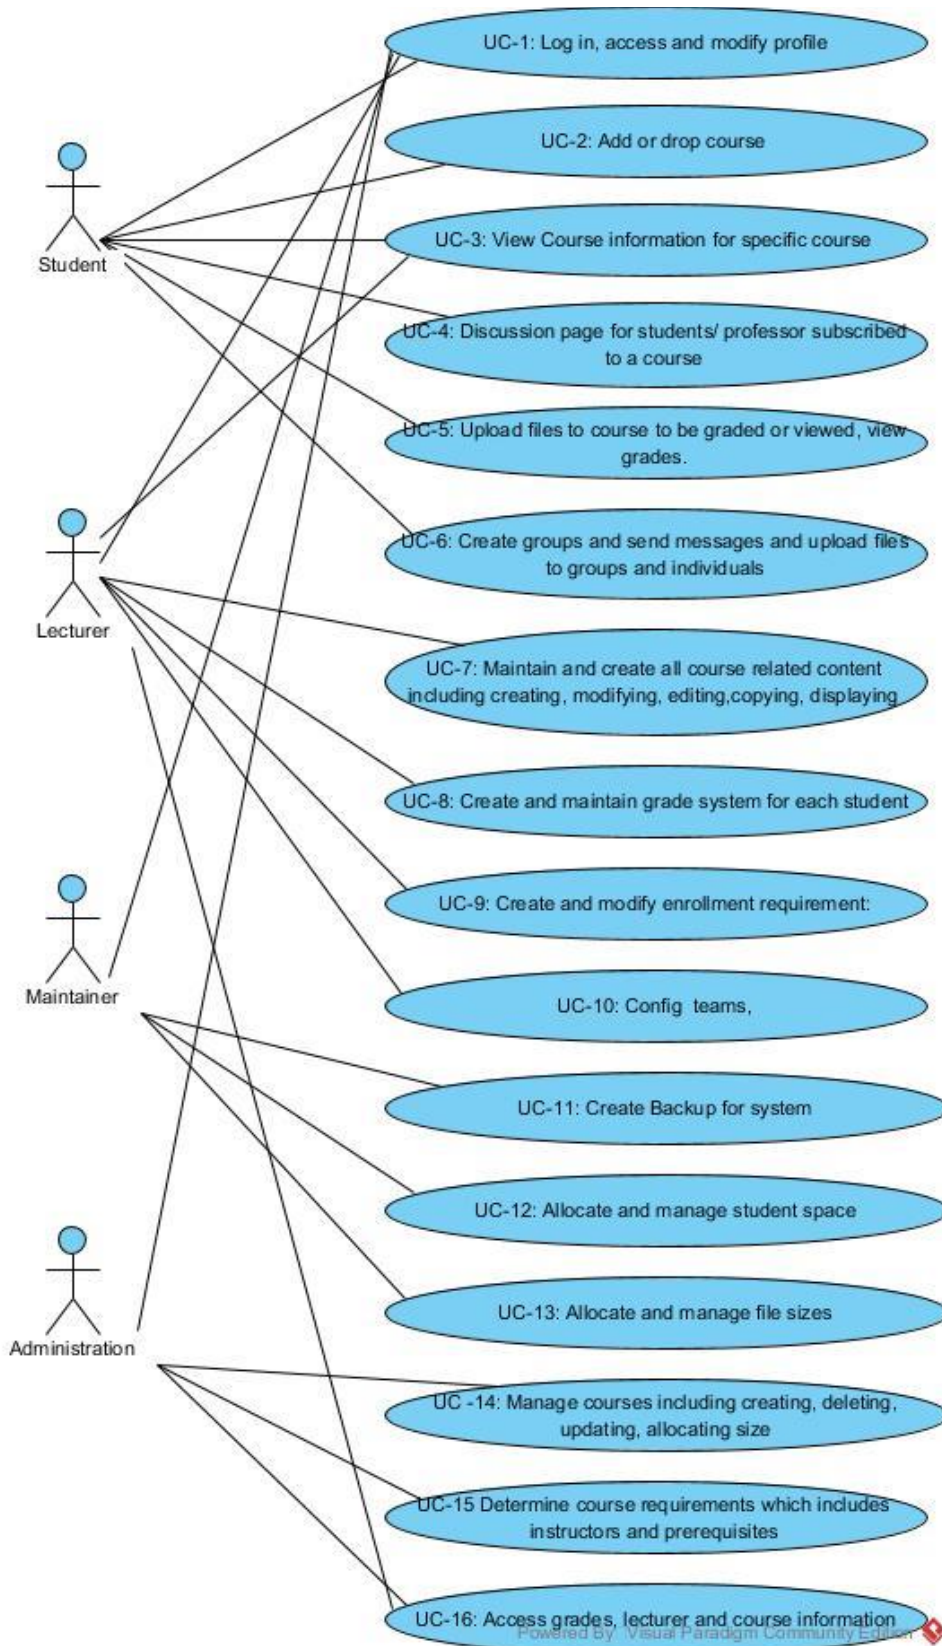 UC-1: Log in, access and modify profile
UC-2: Add or drop course
UC-3: View Course information for specific course
Student
UC-4: Discussion page for students/ professor subscribed
to a course
UC-5: Upload files to course to be graded or viewed, view
grades.
UC-6: Create groups and send messages and upload files
to groups and individuals
Lecturer
UC-7: Maintain and create all course related content
including creating, modifying, editing,copying, displaying
UC-8: Create and maintain grade system for each student
UC-9: Create and modify enrollment requirement:
Maintainer
UC-10: Config teams,
UC-11: Create Backup for system
UC-12: Allocate and manage student space
UC-13: Allocate and manage file sizes
Administration
UC -14: Manage courses including creating, deleting,
updating, allocating size
UC-15 Determine course requirements which includes
instructors and prerequisites
UC-16: Access grades, lecturer and course information
Powered By Visual Paradigm Community Edition